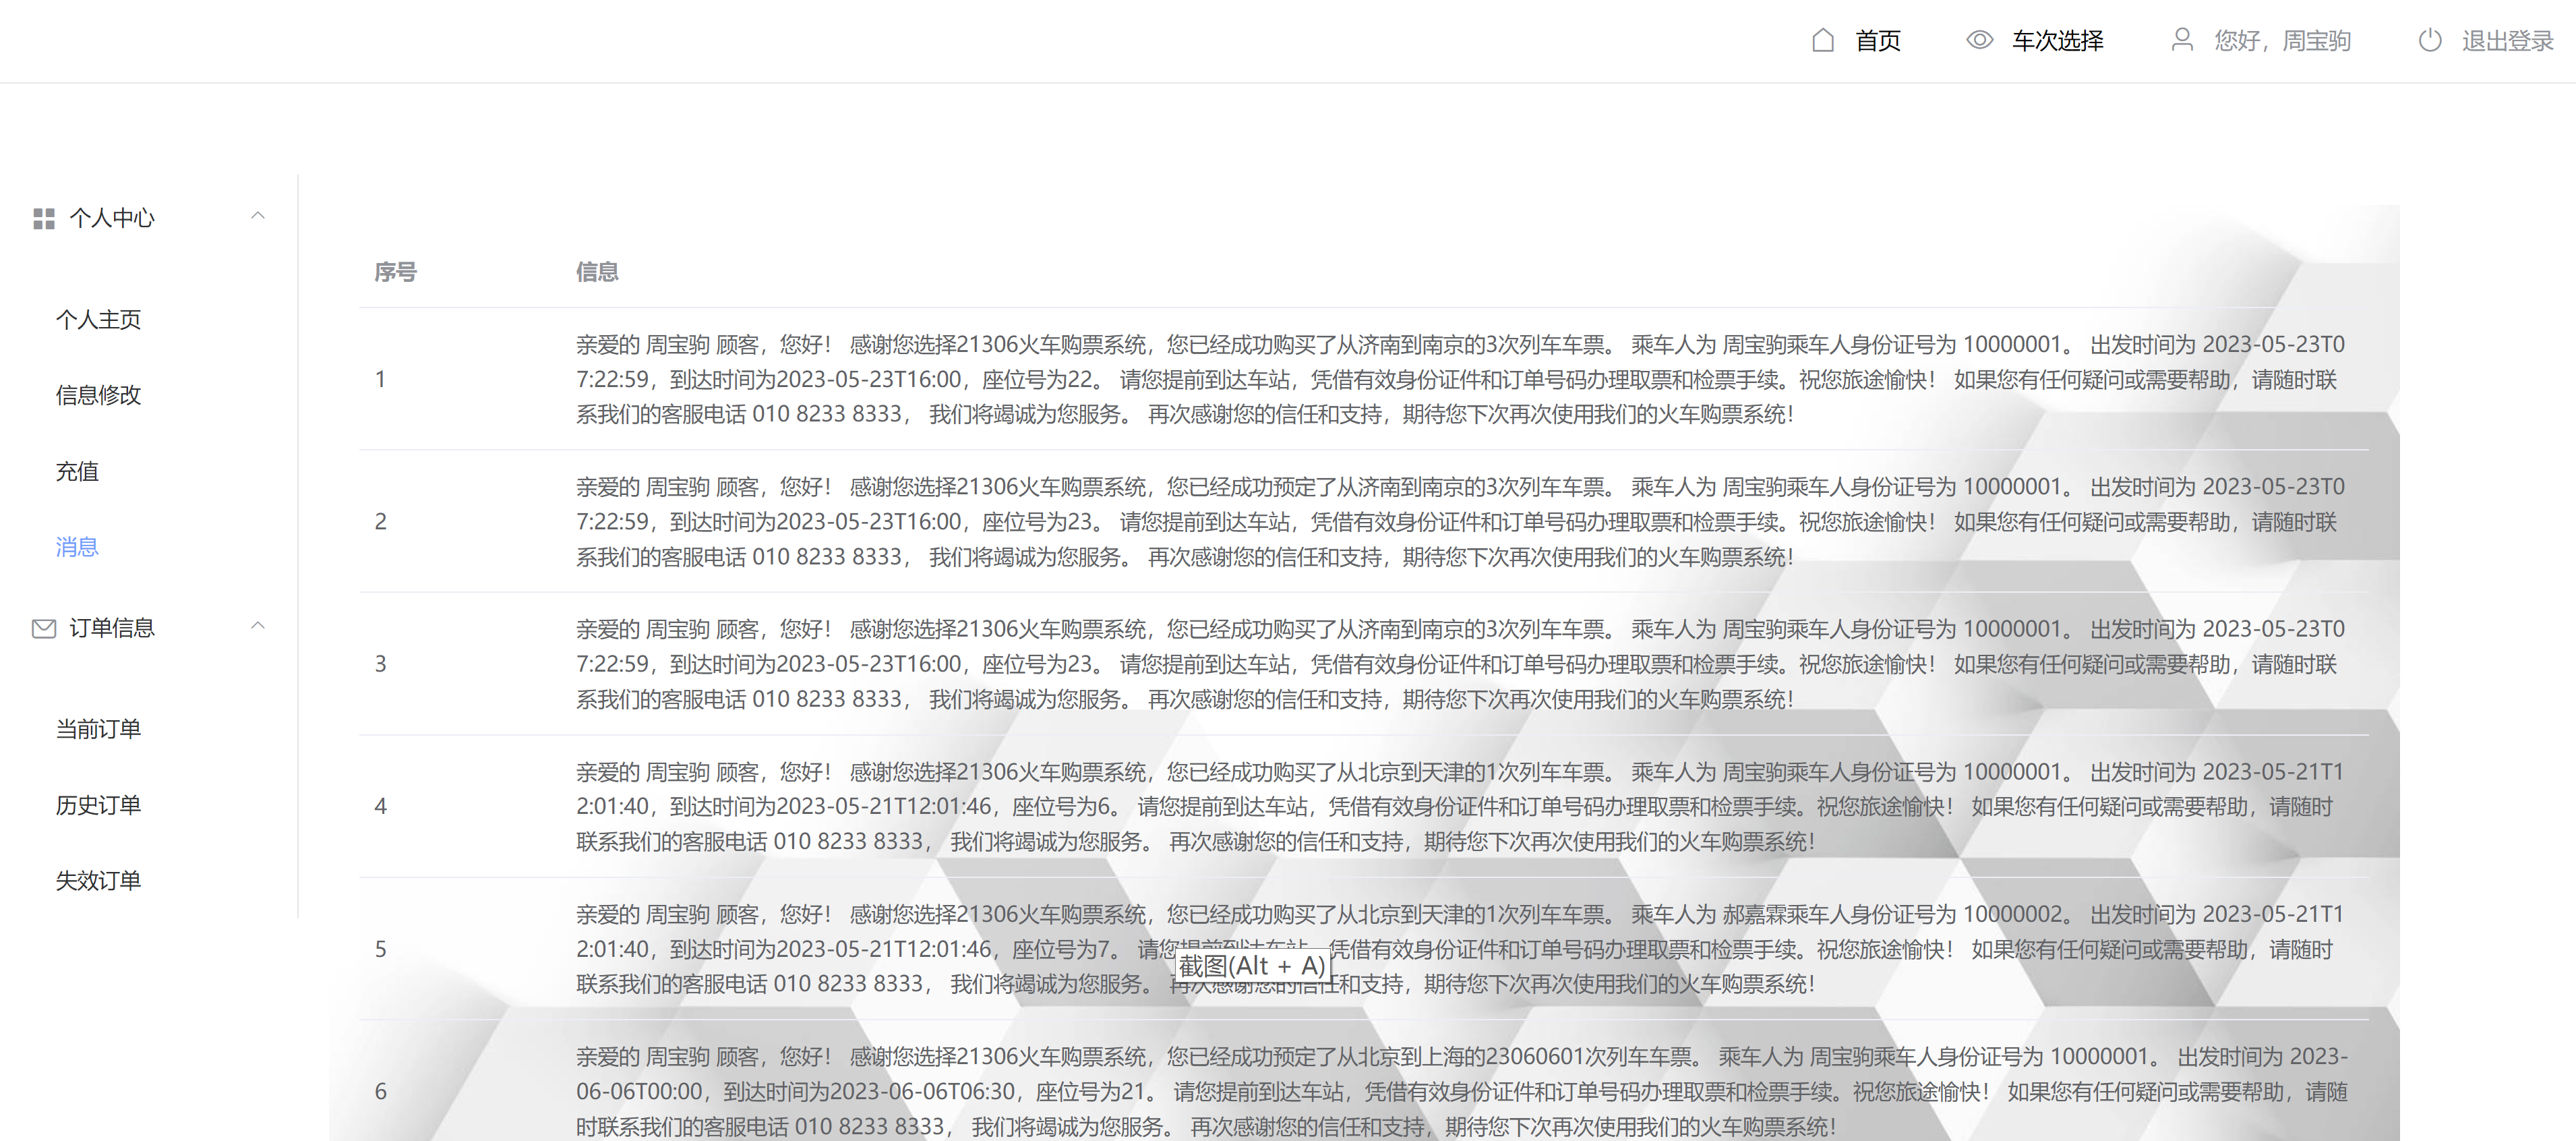 首页 车次选择 您好，周宝驹 退出登录
个人中心
个人主页
信息修改
充值
消息
订单信息
当前订单
历史订单
失效订单
序号 信息
1
亲爱的 周宝驹 顾客，您好！ 感谢您选择21306火车购票系统，您已经成功购买了从济南到南京的3次列车车票。 乘车人为 周宝驹乘车人身份证号为 10000001。 出发时间为 2023-05-23T0
7:22:59，到达时间为2023-05-23T16:00，座位号为22。 请您提前到达车站，凭借有效身份证件和订单号码办理取票和检票手续。祝您旅途愉快！ 如果您有任何疑问或需要帮助，请随时联
系我们的客服电话 010 8233 8333， 我们将竭诚为您服务。 再次感谢您的信任和支持，期待您下次再次使用我们的火车购票系统！
2
亲爱的 周宝驹 顾客，您好！ 感谢您选择21306火车购票系统，您已经成功预定了从济南到南京的3次列车车票。 乘车人为 周宝驹乘车人身份证号为 10000001。 出发时间为 2023-05-23T0
7:22:59，到达时间为2023-05-23T16:00，座位号为23。 请您提前到达车站，凭借有效身份证件和订单号码办理取票和检票手续。祝您旅途愉快！ 如果您有任何疑问或需要帮助，请随时联
系我们的客服电话 010 8233 8333， 我们将竭诚为您服务。 再次感谢您的信任和支持，期待您下次再次使用我们的火车购票系统！
3
亲爱的 周宝驹 顾客，您好！ 感谢您选择21306火车购票系统，您已经成功购买了从济南到南京的3次列车车票。 乘车人为 周宝驹乘车人身份证号为 10000001。 出发时间为 2023-05-23T0
7:22:59，到达时间为2023-05-23T16:00，座位号为23。 请您提前到达车站，凭借有效身份证件和订单号码办理取票和检票手续。祝您旅途愉快！ 如果您有任何疑问或需要帮助，请随时联
系我们的客服电话 010 8233 8333， 我们将竭诚为您服务。 再次感谢您的信任和支持，期待您下次再次使用我们的火车购票系统！
4
亲爱的 周宝驹 顾客，您好！ 感谢您选择21306火车购票系统，您已经成功购买了从北京到天津的1次列车车票。 乘车人为 周宝驹乘车人身份证号为 10000001。 出发时间为 2023-05-21T1
2:01:40，到达时间为2023-05-21T12:01:46，座位号为6。 请您提前到达车站，凭借有效身份证件和订单号码办理取票和检票手续。祝您旅途愉快！ 如果您有任何疑问或需要帮助，请随时
联系我们的客服电话 010 8233 8333， 我们将竭诚为您服务。 再次感谢您的信任和支持，期待您下次再次使用我们的火车购票系统！
5
亲爱的 周宝驹 顾客，您好！ 感谢您选择21306火车购票系统，您已经成功购买了从北京到天津的1次列车车票。 乘车人为 郝嘉霖乘车人身份证号为 10000002。 出发时间为 2023-05-21T1
2:01:40，到达时间为2023-05-21T12:01:46，座位号为7。 请您提前到达车站，凭借有效身份证件和订单号码办理取票和检票手续。祝您旅途愉快！ 如果您有任何疑问或需要帮助，请随时
截图(Alt + A)
联系我们的客服电话 010 8233 8333， 我们将竭诚为您服务。 再次感谢您的信任和支持，期待您下次再次使用我们的火车购票系统！
6
亲爱的 周宝驹 顾客，您好！ 感谢您选择21306火车购票系统，您已经成功预定了从北京到上海的23060601次列车车票。 乘车人为 周宝驹乘车人身份证号为 10000001。 出发时间为 2023-
06-06T00:00，到达时间为2023-06-06T06:30，座位号为21。 请您提前到达车站，凭借有效身份证件和订单号码办理取票和检票手续。祝您旅途愉快！ 如果您有任何疑问或需要帮助，请随
时联系我们的客服电话 010 8233 8333， 我们将竭诚为您服务。 再次感谢您的信任和支持，期待您下次再次使用我们的火车购票系统！